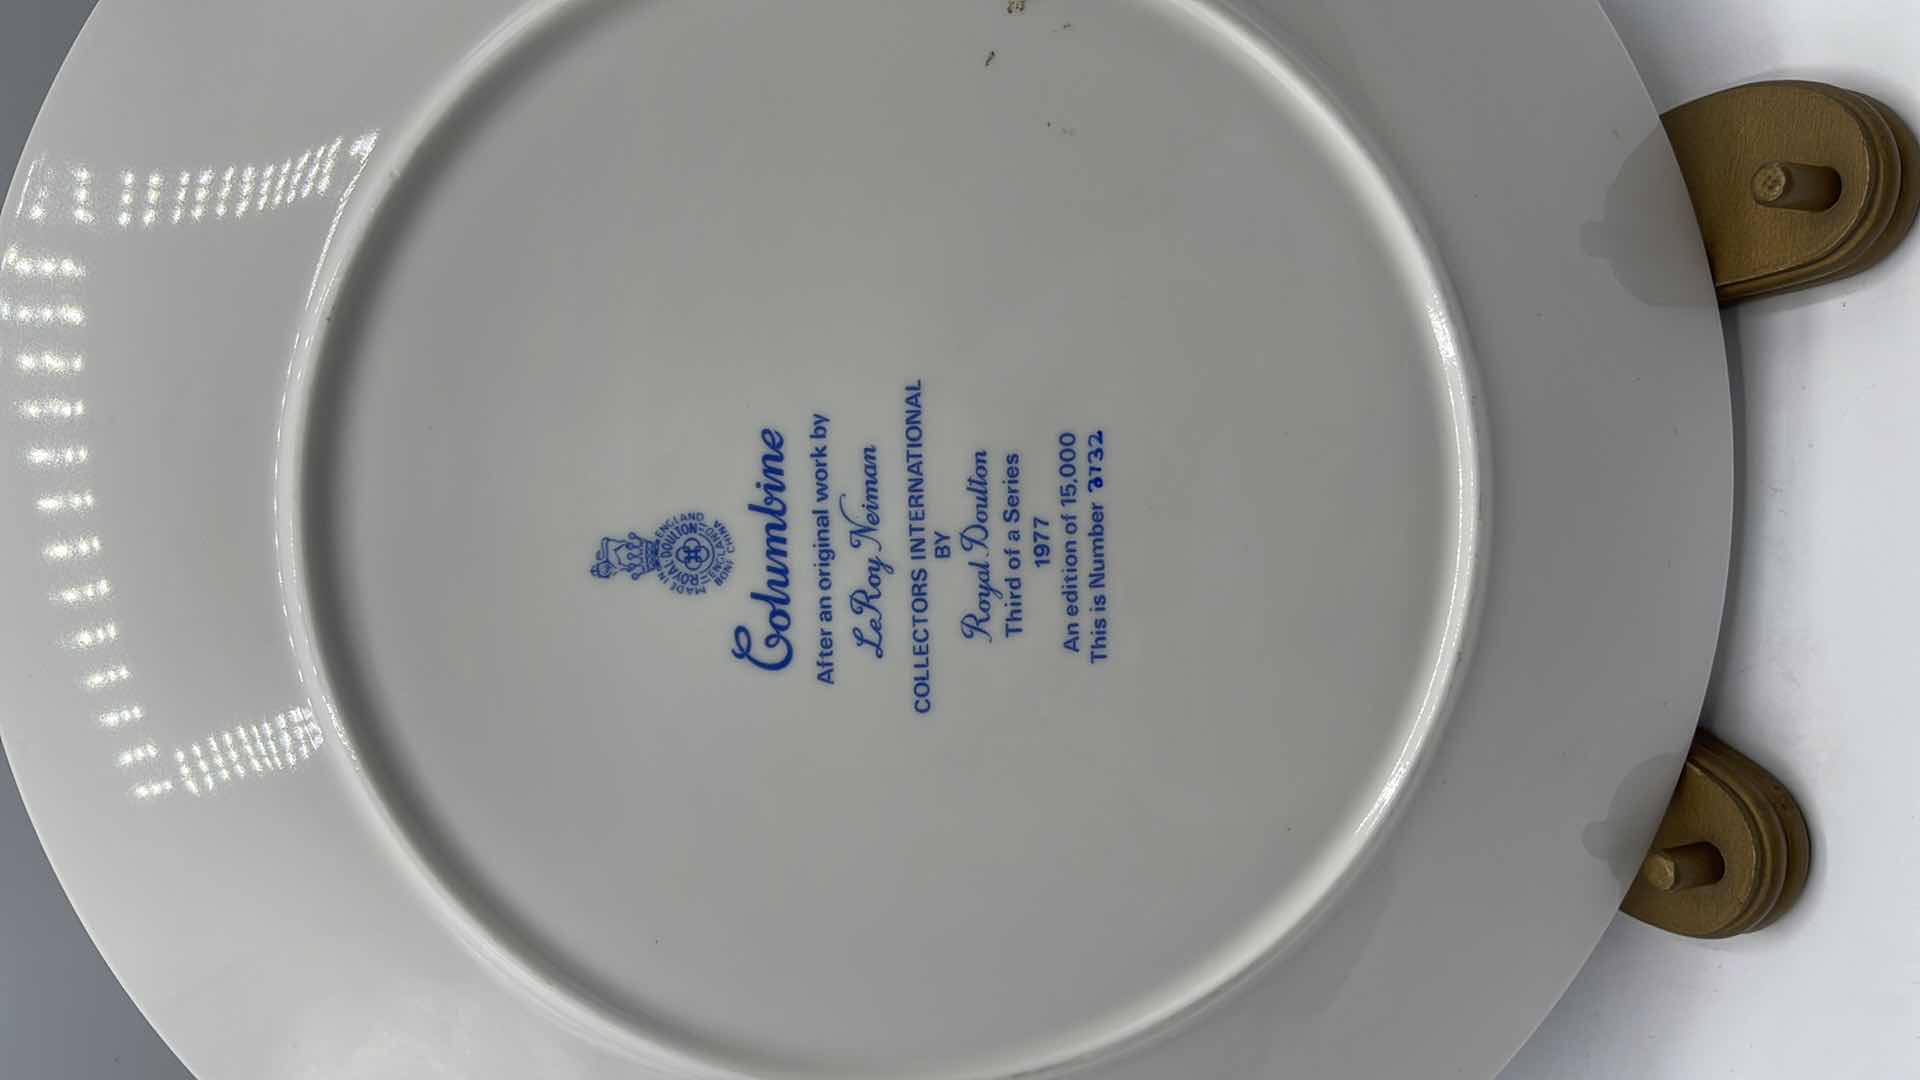 MADE IN ENGLAND
ROYAL DOULTON
ENGLAND
BONE CHINA
Columbine
After an original work by
LeRoy Neiman
COLLECTORS INTERNATIONAL
BY
Royal Doulton
Third of a Series
1977
An edition of 15,000
This is Number 3732